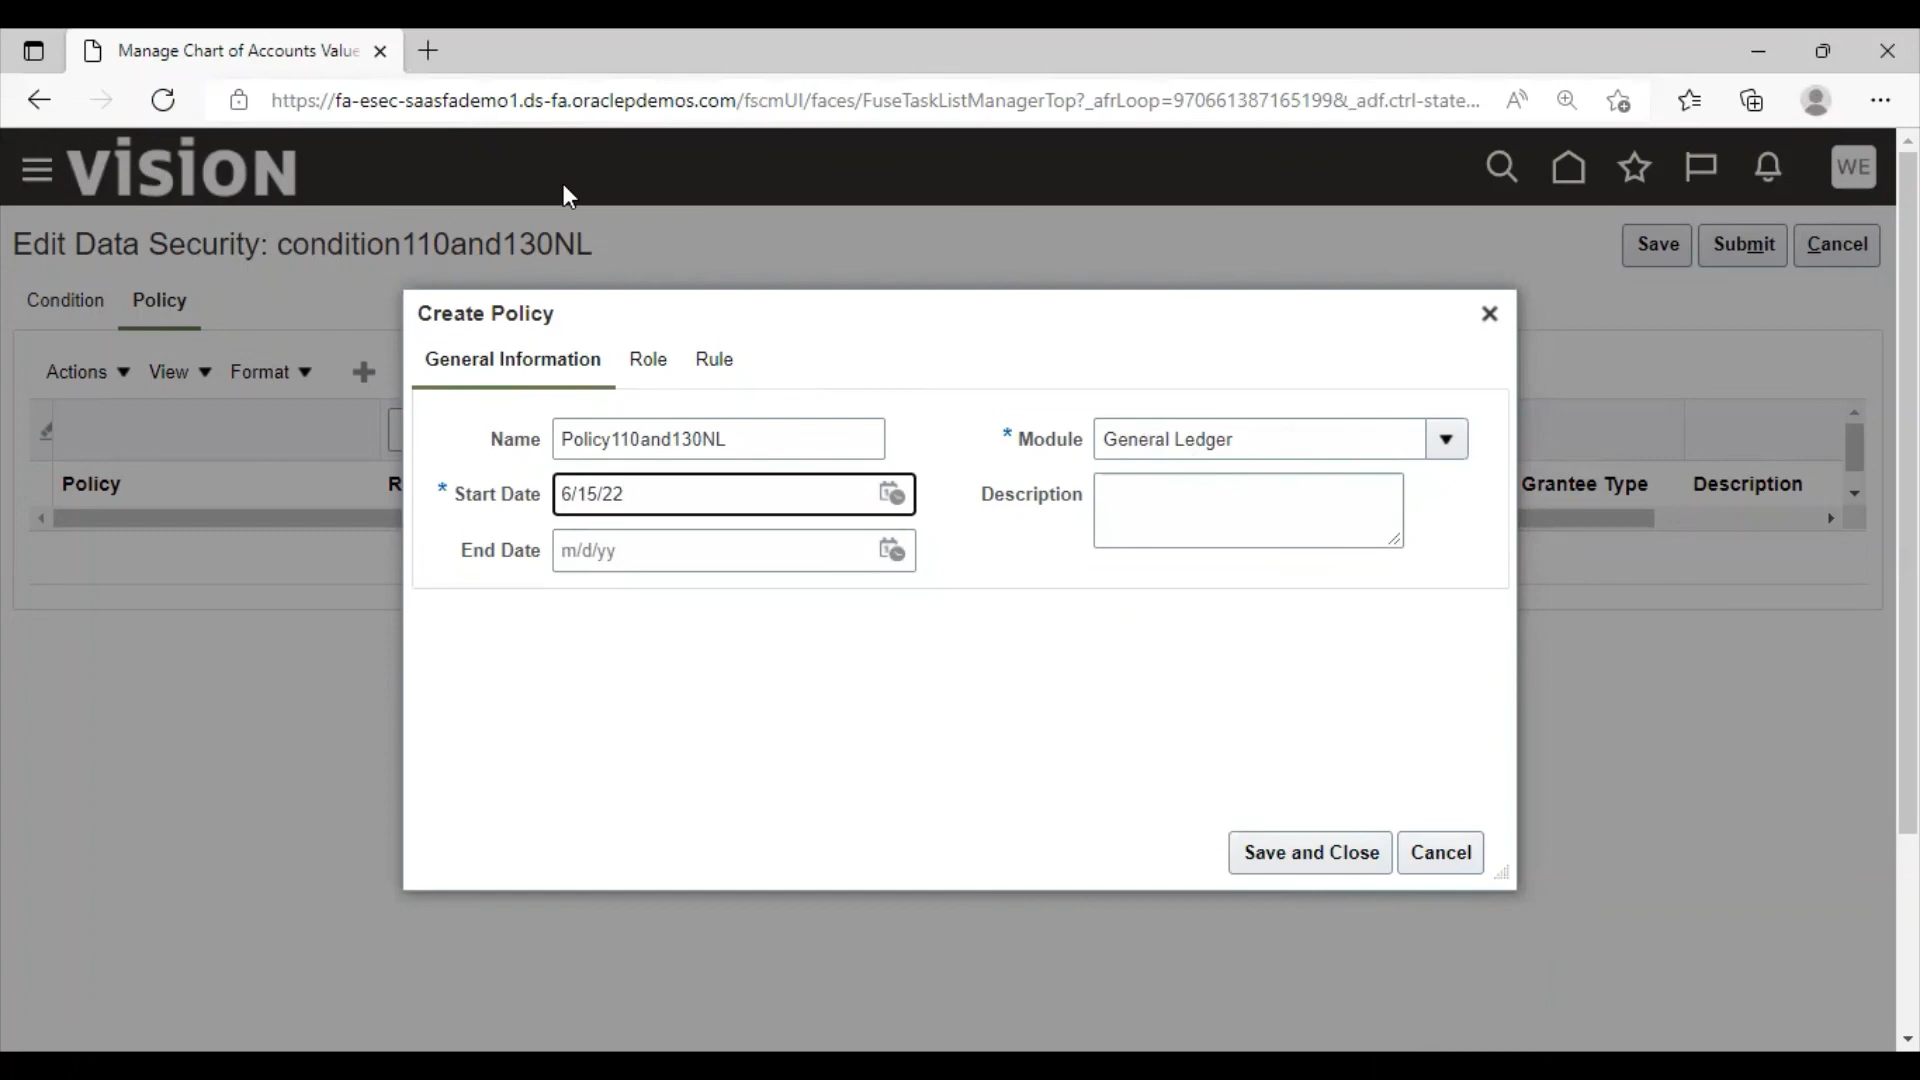 Manage Chart of Accounts Value
https://fa-esec-saasfademo1.ds-fa.oraclepdemos.com/fscmUI/faces/FuseTaskListManagerTop?_afrLoop=970661387165199&_adf.ctrl-state...
VISION
WE
Edit Data Security: condition110and130NL
Save Submit Cancel
Condition Policy
Actions View Format
Policy
R
Grantee Type Description
Create Policy
General Information Role Rule
Name Policy110and130NL
* Module General Ledger
* Start Date 6/15/22
Description
End Date m/d/yy
Save and Close Cancel